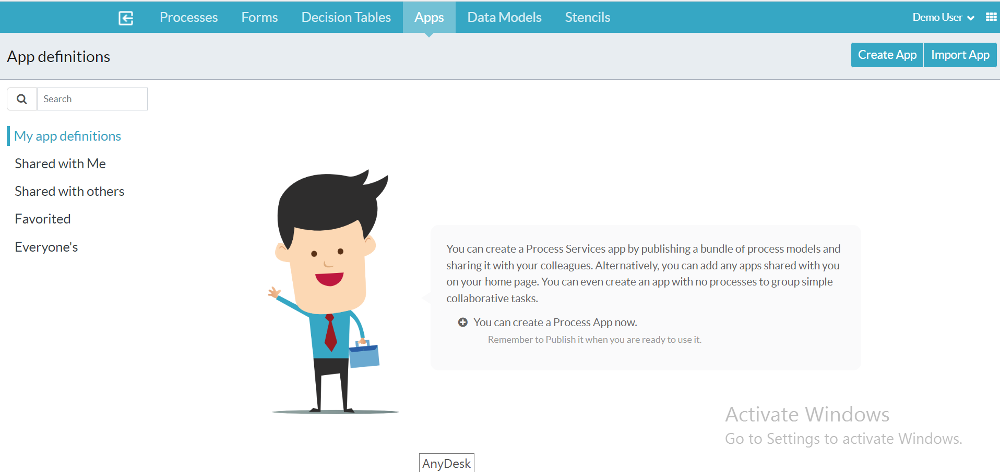 Processes Forms Decision Tables Apps Data Models Stencils Demo User
App definitions Create App Import App
Search
My app definitions
Shared with Me
Shared with others
Favorited
Everyone's
You can create a Process Services app by publishing a bundle of process models and
sharing it with your colleagues. Alternatively, you can add any apps shared with you
on your home page. You can even create an app with no processes to group simple
collaborative tasks.
You can create a Process App now.
Remember to Publish it when you are ready to use it.
Activate Windows
Go to Settings to activate Windows.
AnyDesk